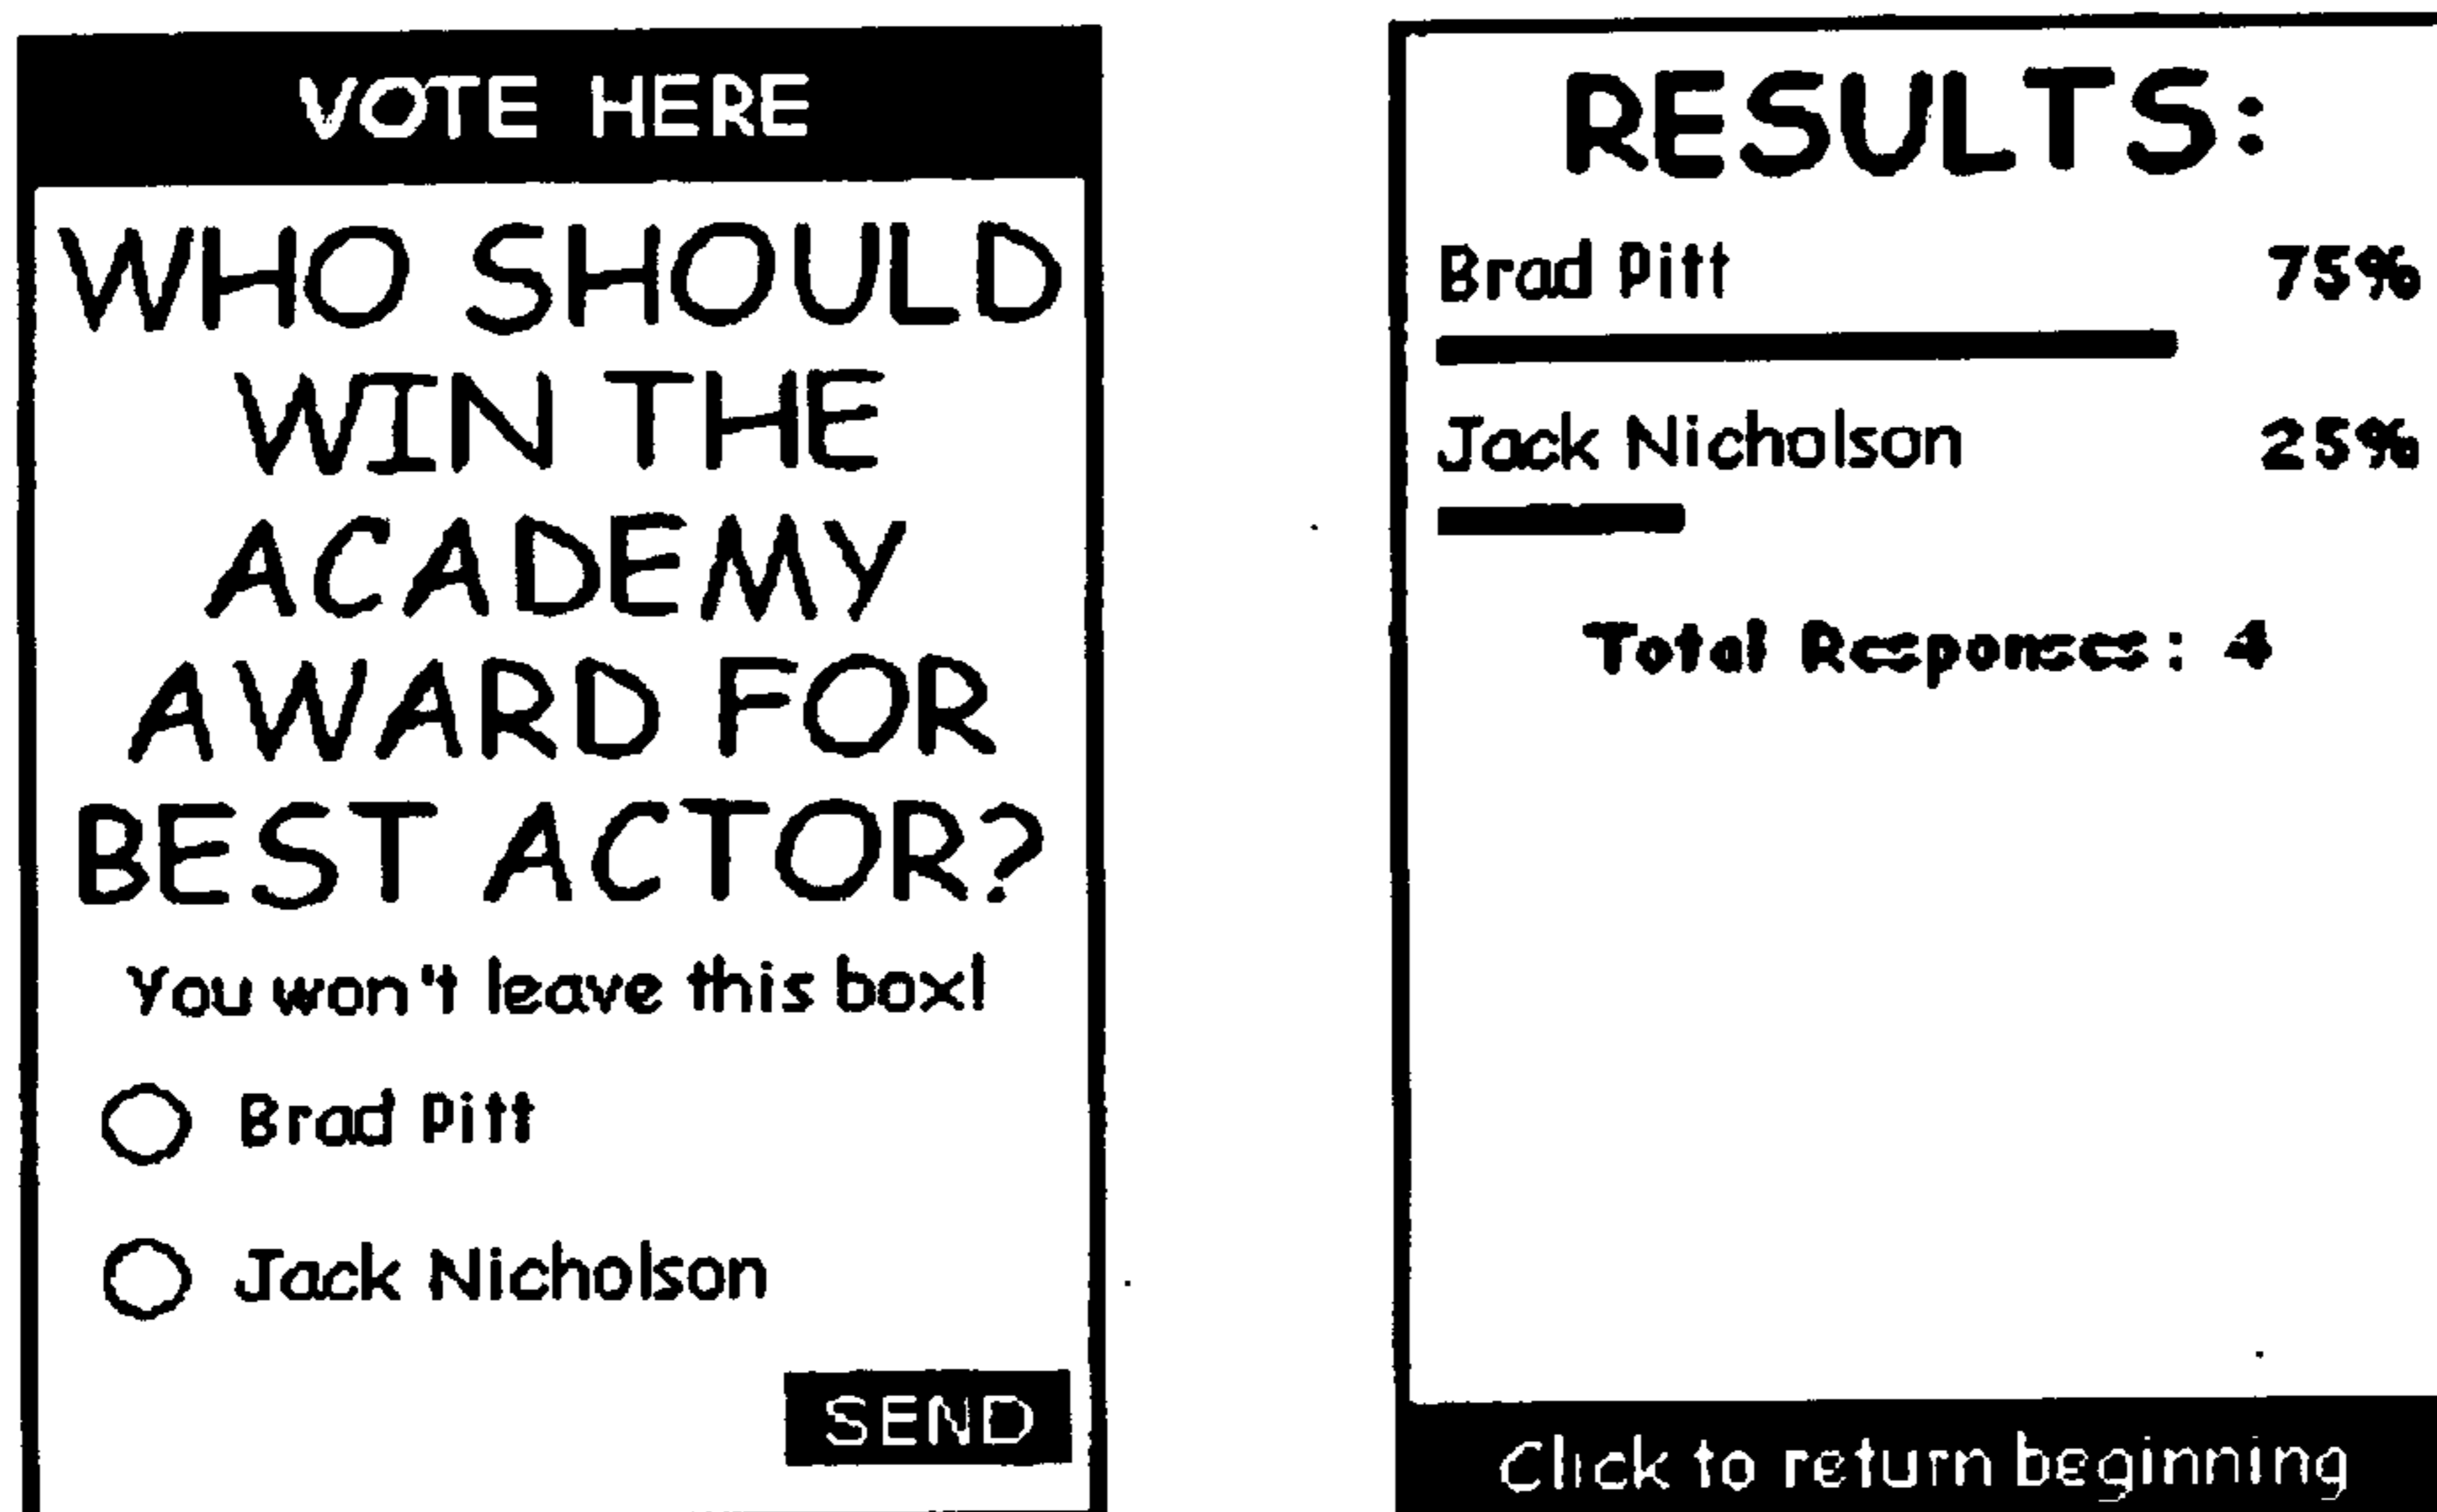 VOTE HERE
WHO SHOULD
WIN THE
ACADEMY
AWARD FOR
BEST ACTOR?
You won't leave this box!
Brad Pitt
Jack Nicholson
SEND
RESULTS:
Brad Pitt 75%
Jack Nicholson 25%
Total Responses: 4
Click to return beginning